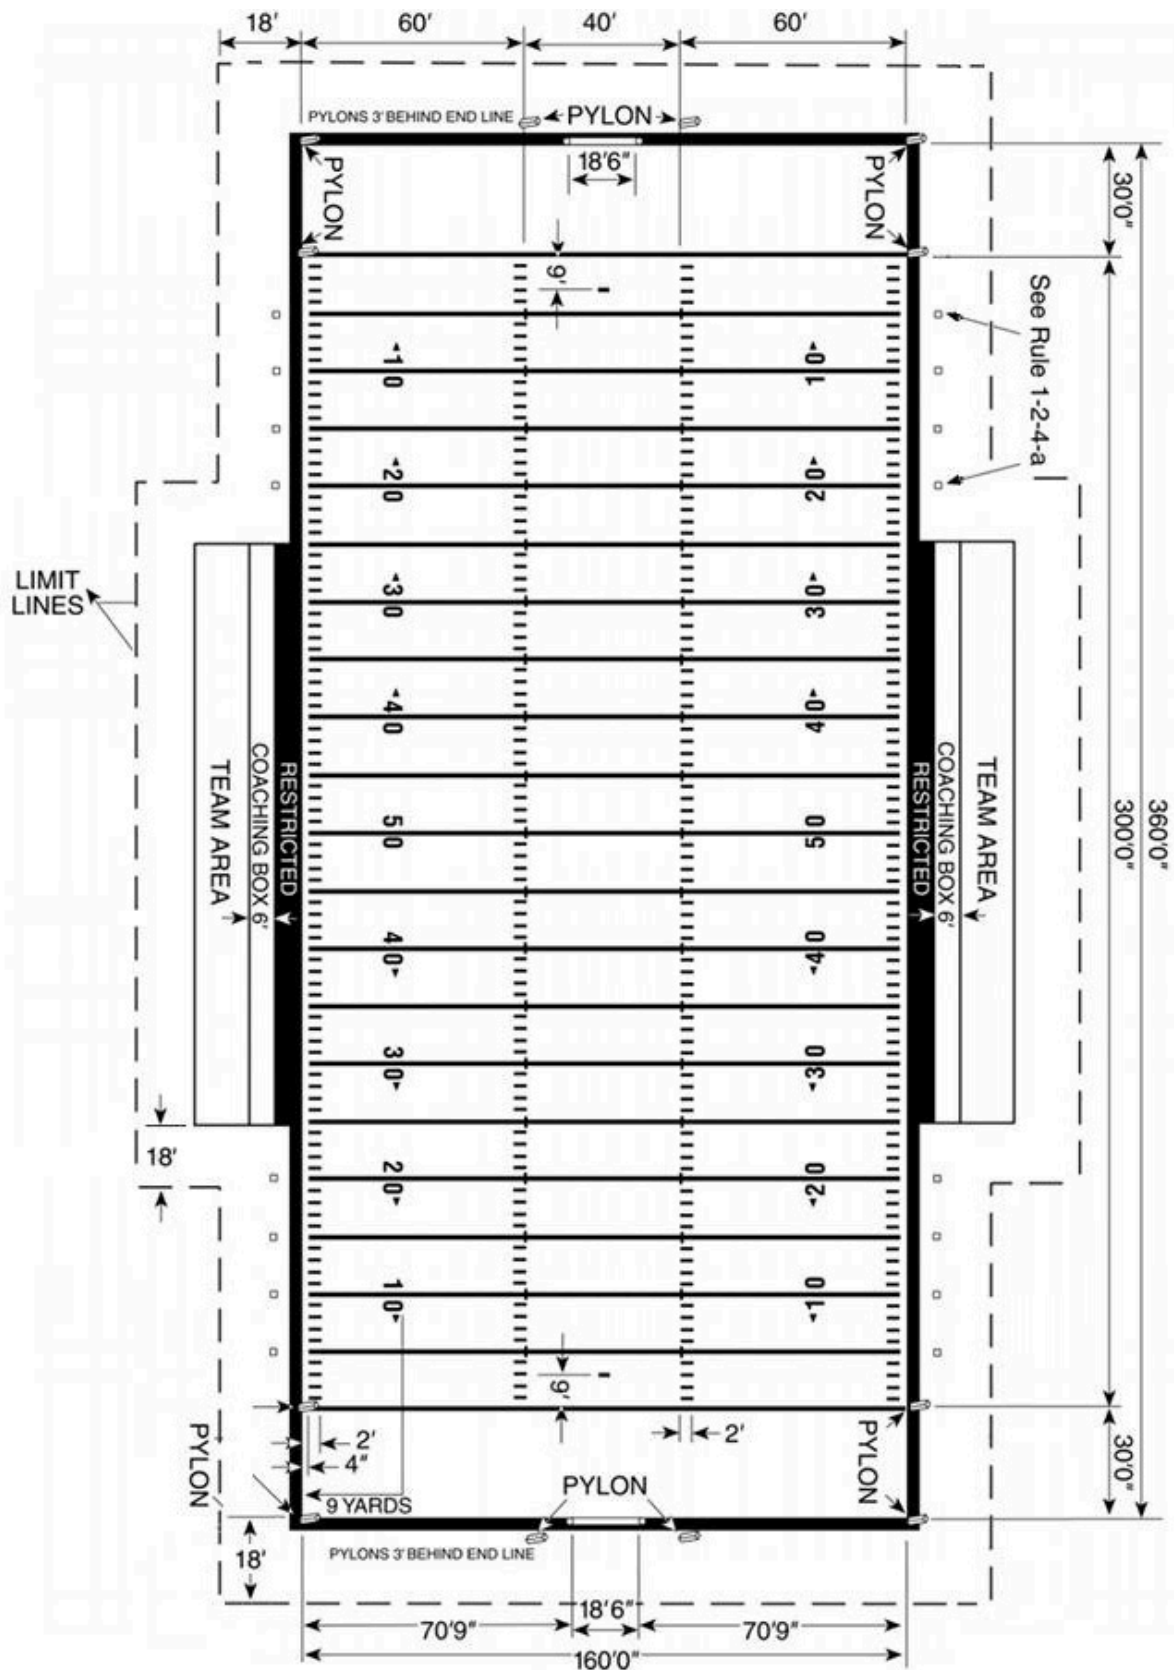 18' 60' 40' 60'
PYLONS 3' BEHIND END LINE
PYLON
18'6"
PYLON
PYLON
30'0"
9'
See Rule 1-2-4-a
10
10
20
20
30
30
LIMIT
LINES
40
40
50
50
TEAM AREA
COACHING BOX 6'
RESTRICTED
RESTRICTED
COACHING BOX 6'
TEAM AREA
300'0"
360'0"
40
40
30
30
18'
20
20
10
10
9'
2'
4"
2'
PYLON
PYLON
30'0"
9 YARDS
PYLON
18'
PYLONS 3' BEHIND END LINE
18'6"
70'9" 70'9"
160'0"